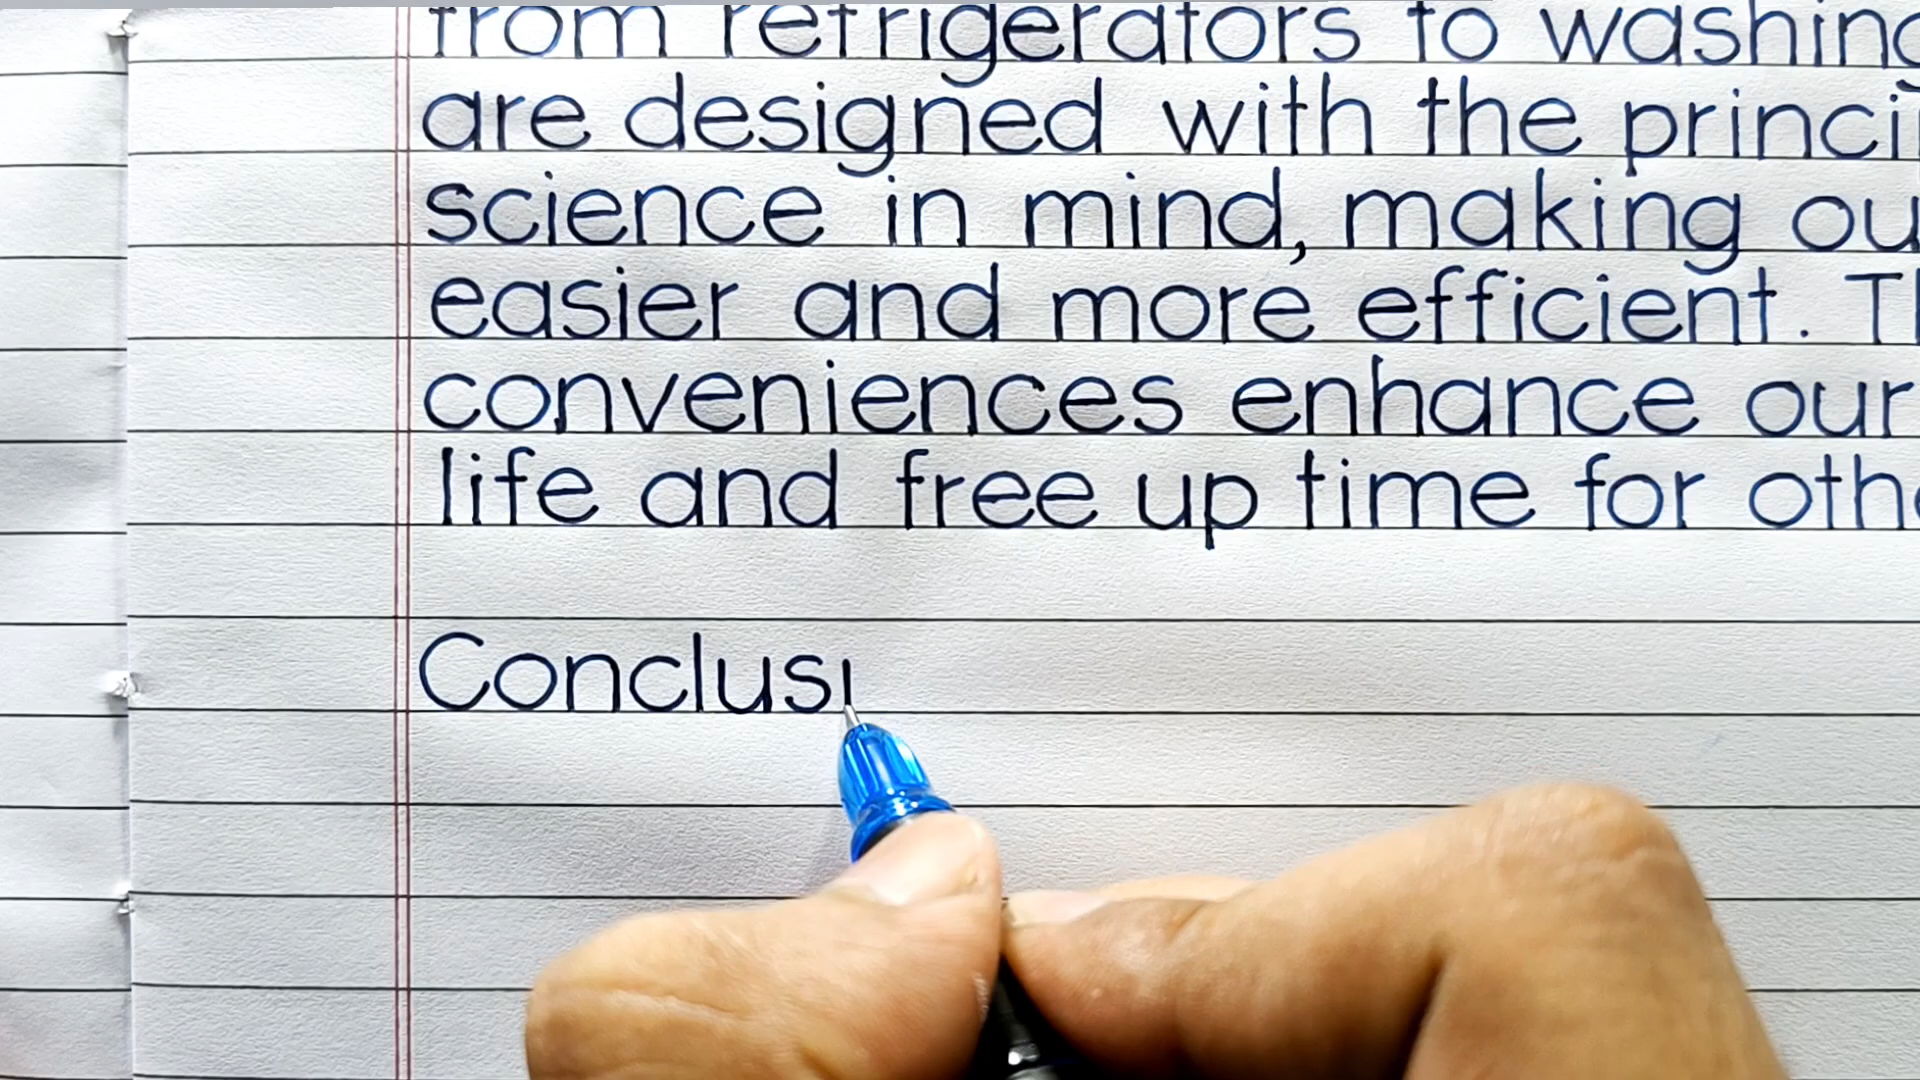 from refrigerators to washing
are designed with the princi
science in mind, making ou
easier and more efficient. Th
conveniences enhance our
life and free up time for oth
Conclusi